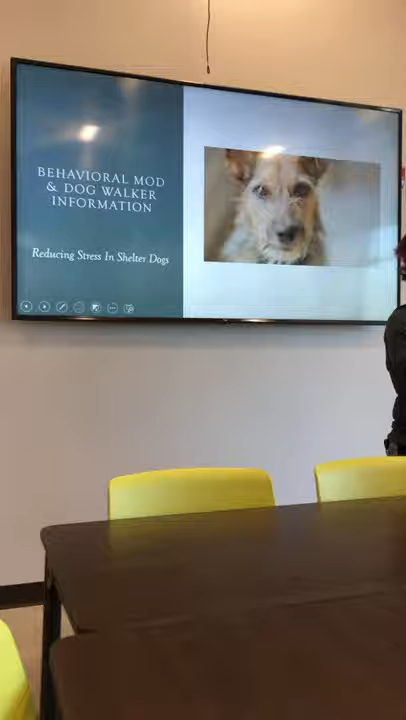 BEHAVIORAL MOD
& DOG WALKER
INFORMATION
Reducing Stress In Shelter Dogs